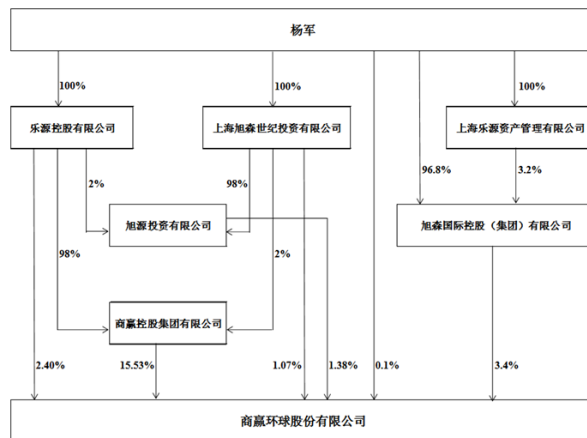 杨军
100%
100%
100%
乐源控股有限公司
上海旭森世纪投资有限公司
上海乐源资产管理有限公司
2%
98%
96.8%
3.2%
旭源投资有限公司
旭森国际控股（集团）有限公司
98%
2%
商赢控股集团有限公司
2.40%
15.53%
1.07%
1.38%
0.1%
3.4%
商赢环球股份有限公司